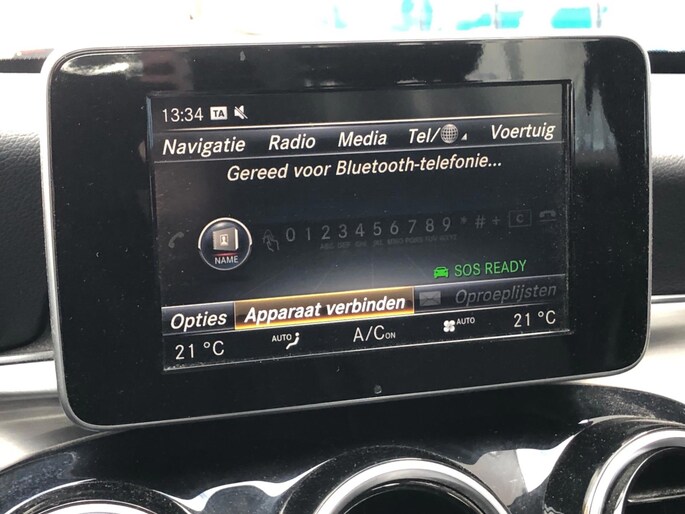 13:34 TA
Navigatie Radio Media Tel/ Voertuig
Gereed voor Bluetooth-telefonie...
0 1 2 3 4 5 6 7 8 9 * # + C
NAME
SOS READY
Opties Apparaat verbinden Oproeplijsten
21 °C AUTO A/C ON AUTO 21 °C